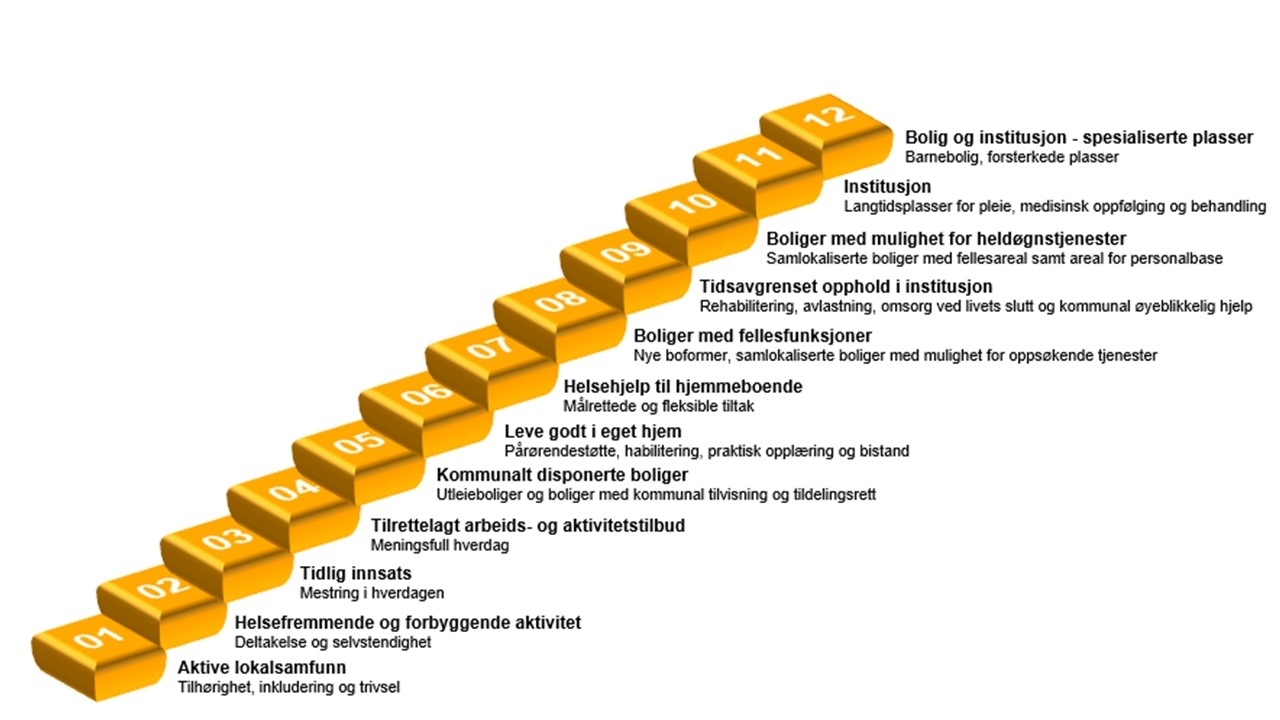 12
Bolig og institusjon - spesialiserte plasser
Barnebolig, forsterkede plasser
11
Institusjon
Langtidsplasser for pleie, medisinsk oppfølging og behandling
10
Boliger med mulighet for heldøgnstjenester
Samlokaliserte boliger med fellesareal samt areal for personalbase
09
Tidsavgrenset opphold i institusjon
Rehabilitering, avlastning, omsorg ved livets slutt og kommunal øyeblikkelig hjelp
08
Boliger med fellesfunksjoner
Nye boformer, samlokaliserte boliger med mulighet for oppsøkende tjenester
07
Helsehjelp til hjemmeboende
Målrettede og fleksible tiltak
06
Leve godt i eget hjem
Pårørendestøtte, habilitering, praktisk opplæring og bistand
05
Kommunalt disponerte boliger
Utleieboliger og boliger med kommunal tilvisning og tildelingsrett
04
Tilrettelagt arbeids- og aktivitetstilbud
Meningsfull hverdag
03
Tidlig innsats
Mestring i hverdagen
02
Helsefremmende og forbyggende aktivitet
Deltakelse og selvstendighet
01
Aktive lokalsamfunn
Tilhørighet, inkludering og trivsel